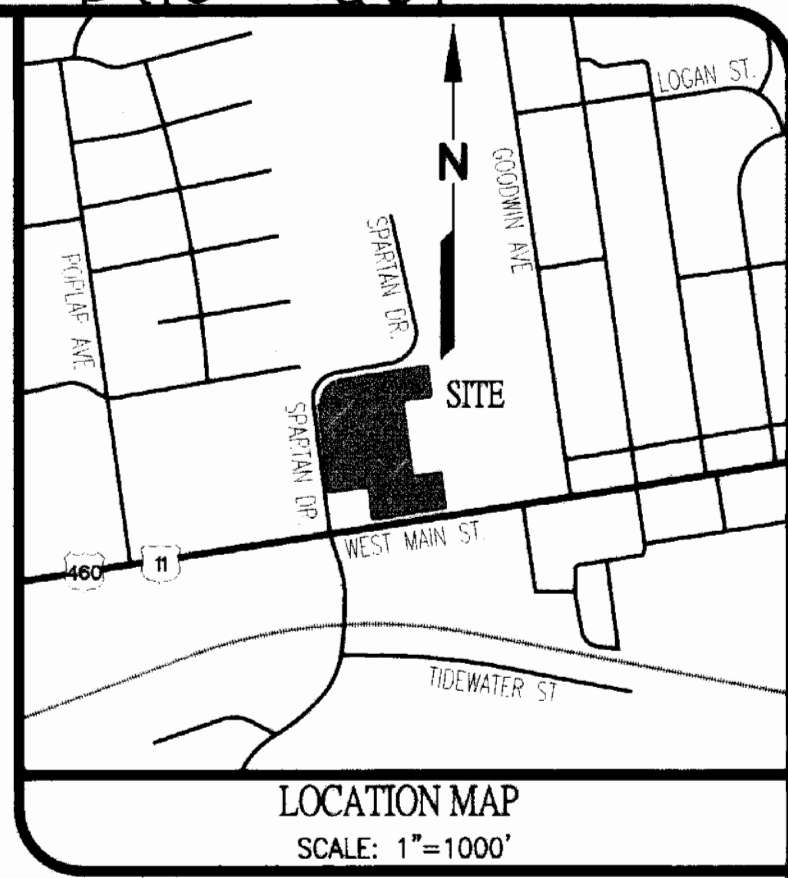 LOGAN ST.
N
GOODWIN AVE
SPARTAN DR.
POPLAR AVE
SITE
SPARTAN DR.
WEST MAIN ST.
460
11
TIDEWATER ST
LOCATION MAP
SCALE: 1"=1000'